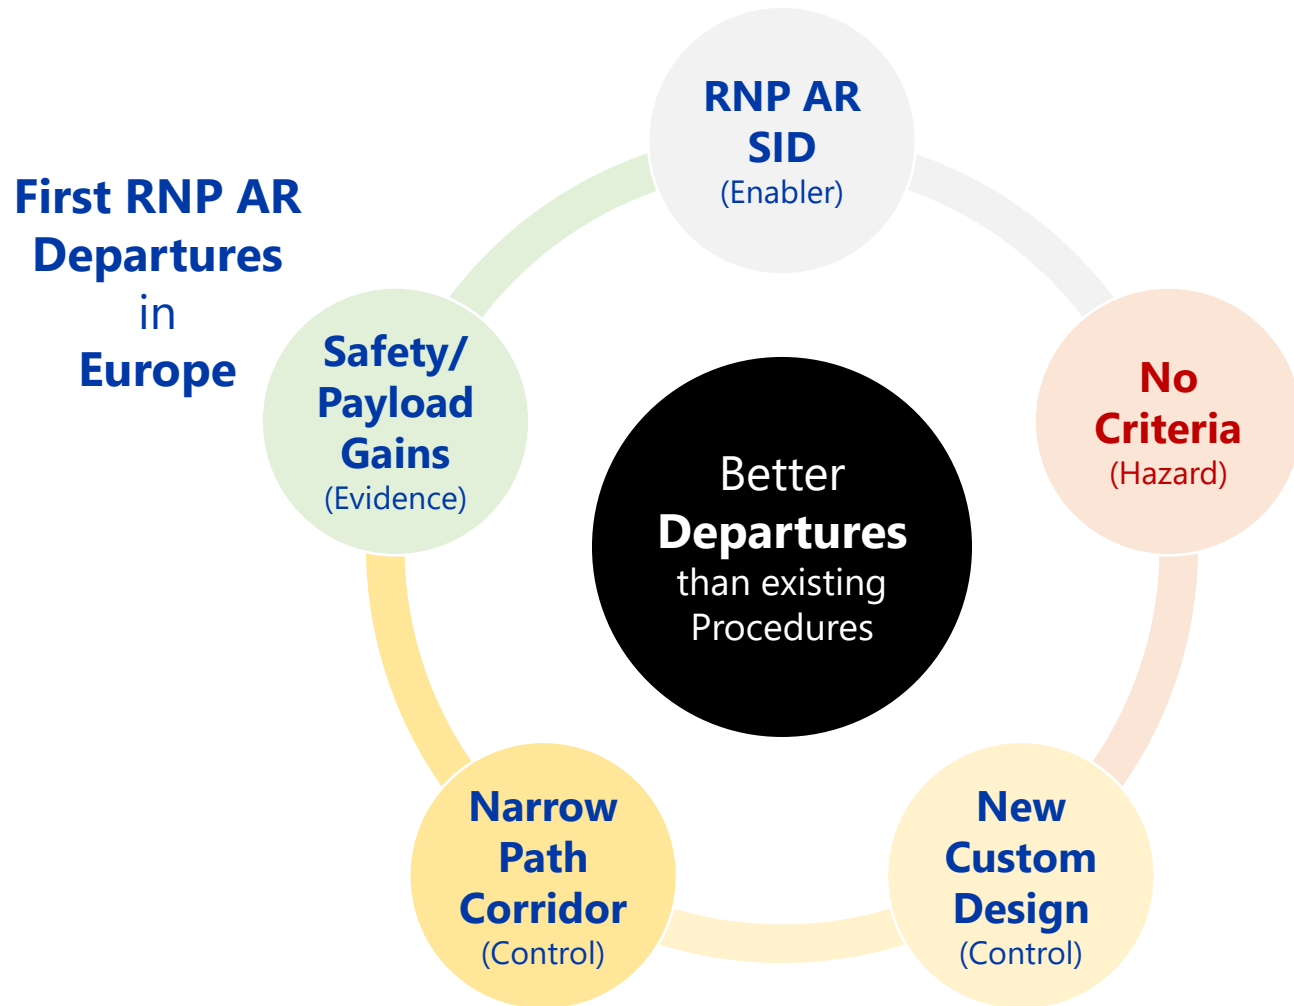 First RNP AR
Departures
in
Europe
RNP AR
SID
(Enabler)
No
Criteria
(Hazard)
New
Custom
Design
(Control)
Narrow
Path
Corridor
(Control)
Safety/
Payload
Gains
(Evidence)
Better
Departures
than existing
Procedures